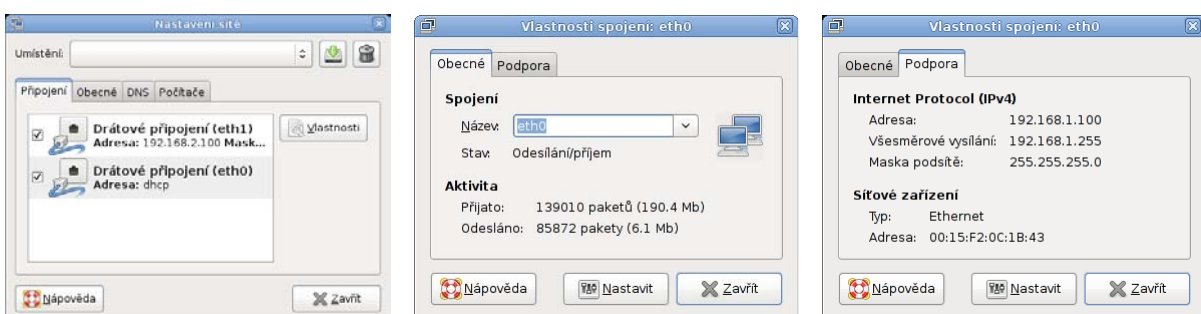 Nastavení sítě
Umístění:
Připojení Obecné DNS Počítače
Drátové připojení (eth1)
Adresa: 192.168.2.100 Mask...
Vlastnosti
Drátové připojení (eth0)
Adresa: dhcp
Nápověda
Zavřít
Vlastnosti spojení: eth0
Obecné Podpora
Spojení
Název: eth0
Stav: Odesílání/příjem
Aktivita
Přijato: 139010 paketů (190.4 Mb)
Odesláno: 85872 pakety (6.1 Mb)
Nápověda Nastavit Zavřít
Vlastnosti spojení: eth0
Obecné Podpora
Internet Protocol (IPv4)
Adresa: 192.168.1.100
Všesměrové vysílání: 192.168.1.255
Maska podsítě: 255.255.255.0
Síťové zařízení
Typ: Ethernet
Adresa: 00:15:F2:0C:1B:43
Nápověda Nastavit Zavřít